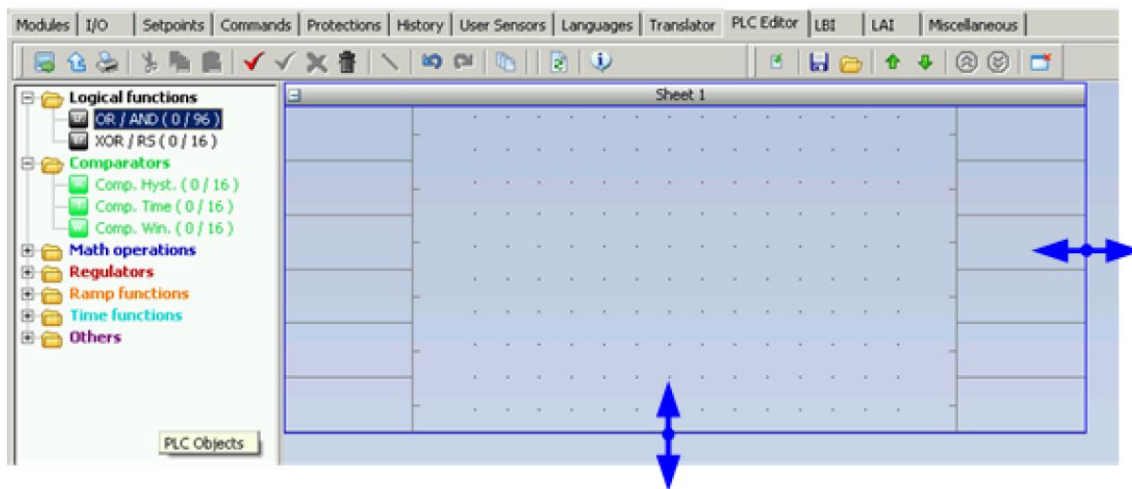 Modules I/O Setpoints Commands Protections History User Sensors Languages Translator PLC Editor LBI LAI Miscellaneous
Logical functions
OR / AND ( 0 / 96 )
XOR / RS ( 0 / 16 )
Comparators
Comp. Hyst. ( 0 / 16 )
Comp. Time ( 0 / 16 )
Comp. Win. ( 0 / 16 )
Math operations
Regulators
Ramp functions
Time functions
Others
PLC Objects
Sheet 1